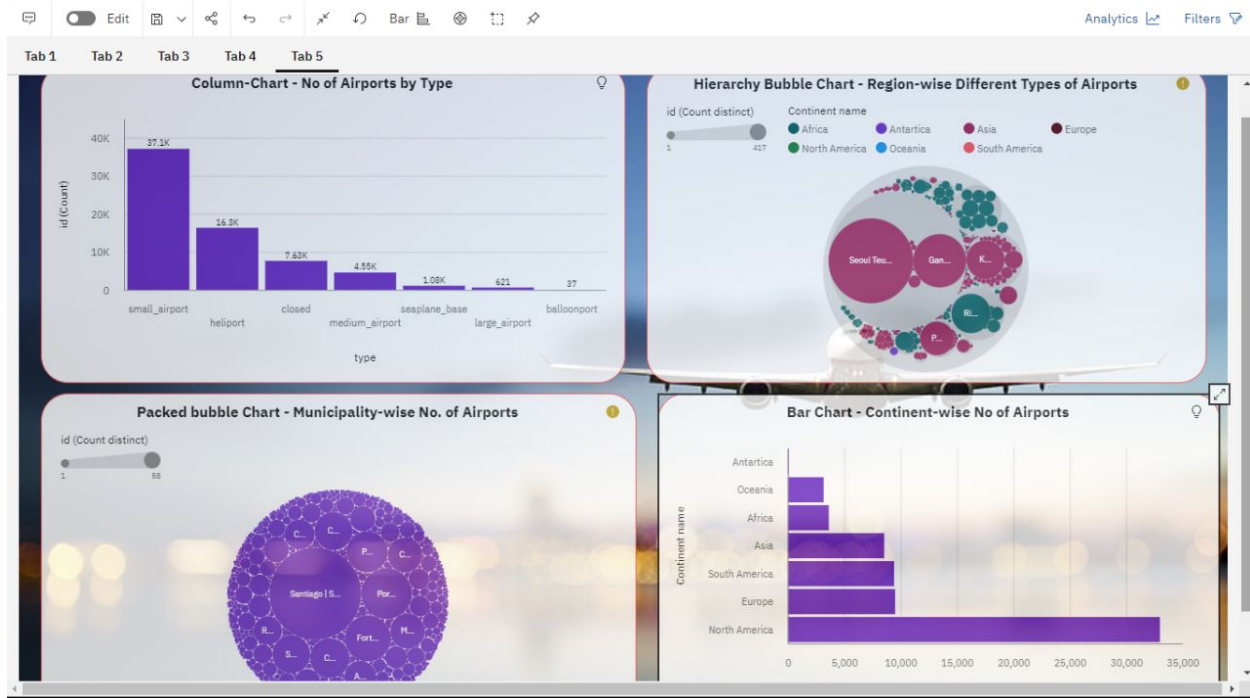 Edit
Bar
Analytics
Filters
Tab 1
Tab 2
Tab 3
Tab 4
Tab 5
Column-Chart - No of Airports by Type
id (Count)
40K
30K
20K
10K
0
37.1K
16.3K
7.63K
4.55K
1.08K
621
37
small_airport
heliport
closed
medium_airport
seaplane_base
large_airport
balloonport
type
Hierarchy Bubble Chart - Region-wise Different Types of Airports
id (Count distinct)
1
417
Continent name
Africa
Antartica
Asia
Europe
North America
Oceania
South America
Seoul Teu...
Gan...
K...
Ri...
P...
Packed bubble Chart - Municipality-wise No. of Airports
id (Count distinct)
1
58
C...
C...
P...
C...
Santiago | S...
Por...
R...
Fort...
M...
S...
C...
A...
Bar Chart - Continent-wise No of Airports
Continent name
Antartica
Oceania
Africa
Asia
South America
Europe
North America
0
5,000
10,000
15,000
20,000
25,000
30,000
35,000